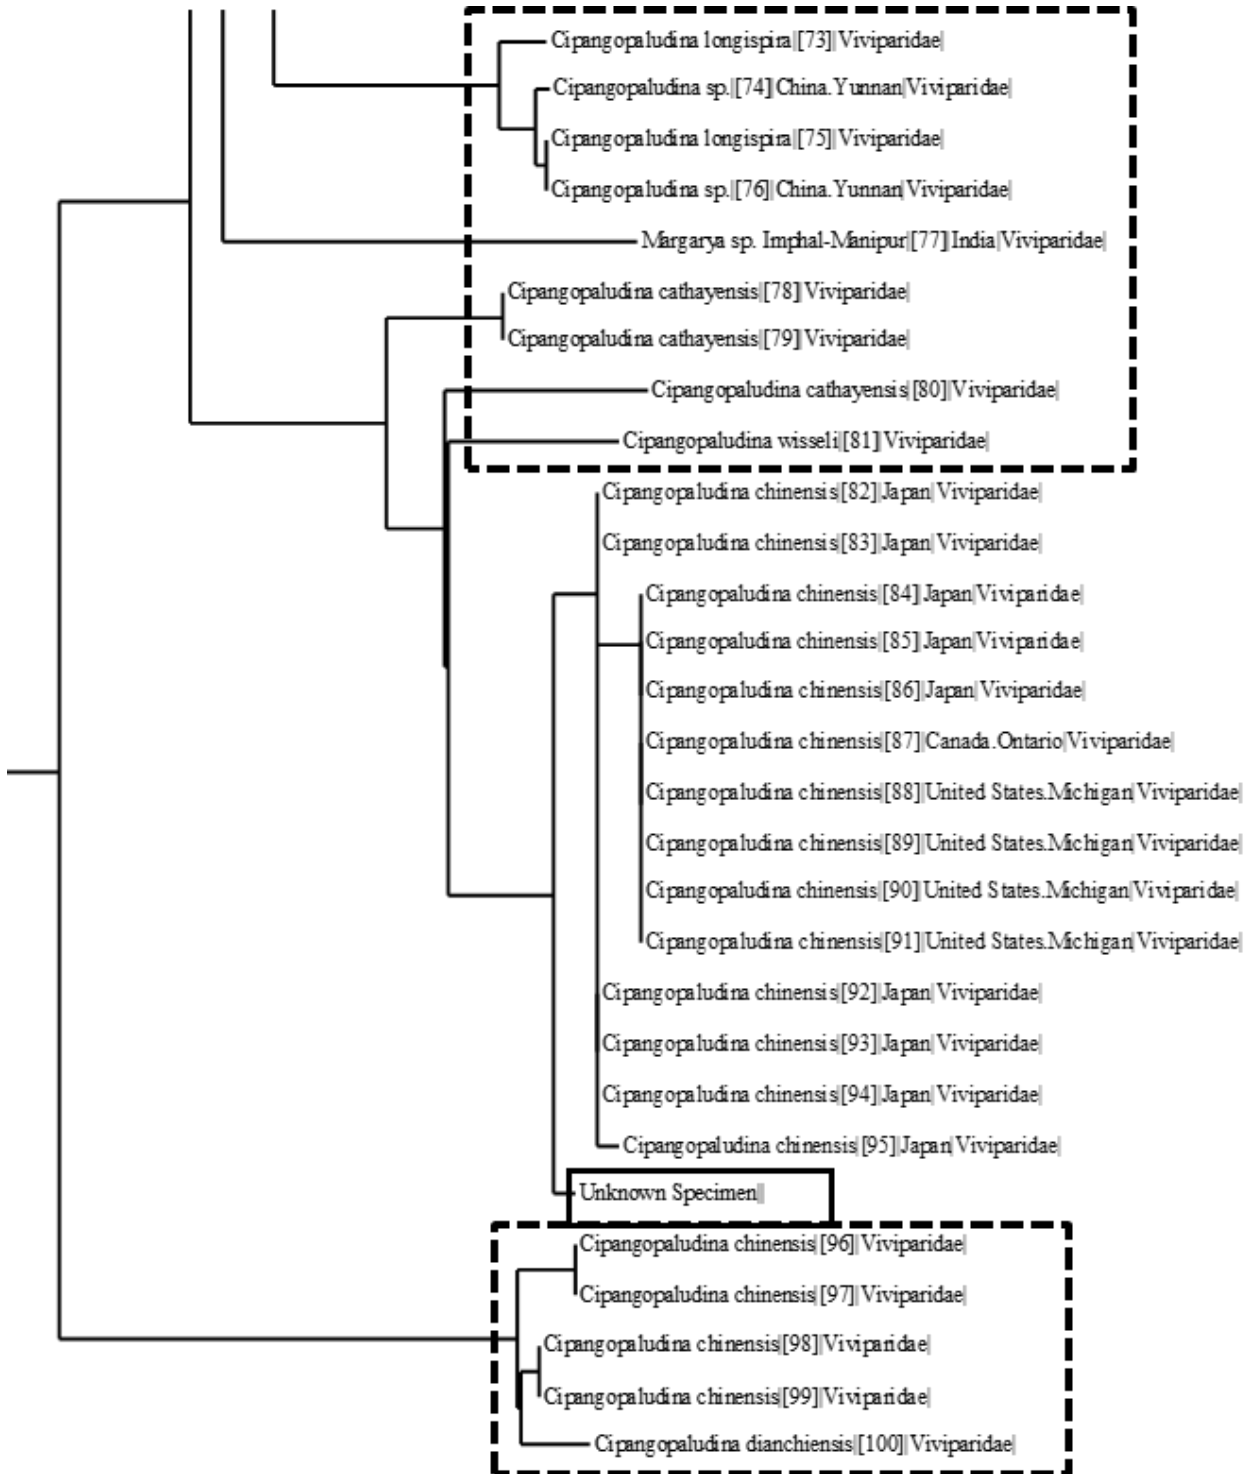 Cipangopaludina longispira|[73]|Viviparidae|
Cipangopaludina sp.|[74]|China.Yunnan|Viviparidae|
Cipangopaludina longispira|[75]|Viviparidae|
Cipangopaludina sp.|[76]|China.Yunnan|Viviparidae|
Margarya sp. Imphal-Manipur|[77]|India|Viviparidae|
Cipangopaludina cathayensis|[78]|Viviparidae|
Cipangopaludina cathayensis|[79]|Viviparidae|
Cipangopaludina cathayensis|[80]|Viviparidae|
Cipangopaludina wisseli|[81]|Viviparidae|
Cipangopaludina chinensis|[82]|Japan|Viviparidae|
Cipangopaludina chinensis|[83]|Japan|Viviparidae|
Cipangopaludina chinensis|[84]|Japan|Viviparidae|
Cipangopaludina chinensis|[85]|Japan|Viviparidae|
Cipangopaludina chinensis|[86]|Japan|Viviparidae|
Cipangopaludina chinensis|[87]|Canada.Ontario|Viviparidae|
Cipangopaludina chinensis|[88]|United States.Michigan|Viviparidae|
Cipangopaludina chinensis|[89]|United States.Michigan|Viviparidae|
Cipangopaludina chinensis|[90]|United States.Michigan|Viviparidae|
Cipangopaludina chinensis|[91]|United States.Michigan|Viviparidae|
Cipangopaludina chinensis|[92]|Japan|Viviparidae|
Cipangopaludina chinensis|[93]|Japan|Viviparidae|
Cipangopaludina chinensis|[94]|Japan|Viviparidae|
Cipangopaludina chinensis|[95]|Japan|Viviparidae|
Unknown Specimen||
Cipangopaludina chinensis|[96]|Viviparidae|
Cipangopaludina chinensis|[97]|Viviparidae|
Cipangopaludina chinensis|[98]|Viviparidae|
Cipangopaludina chinensis|[99]|Viviparidae|
Cipangopaludina dianchiensis|[100]|Viviparidae|